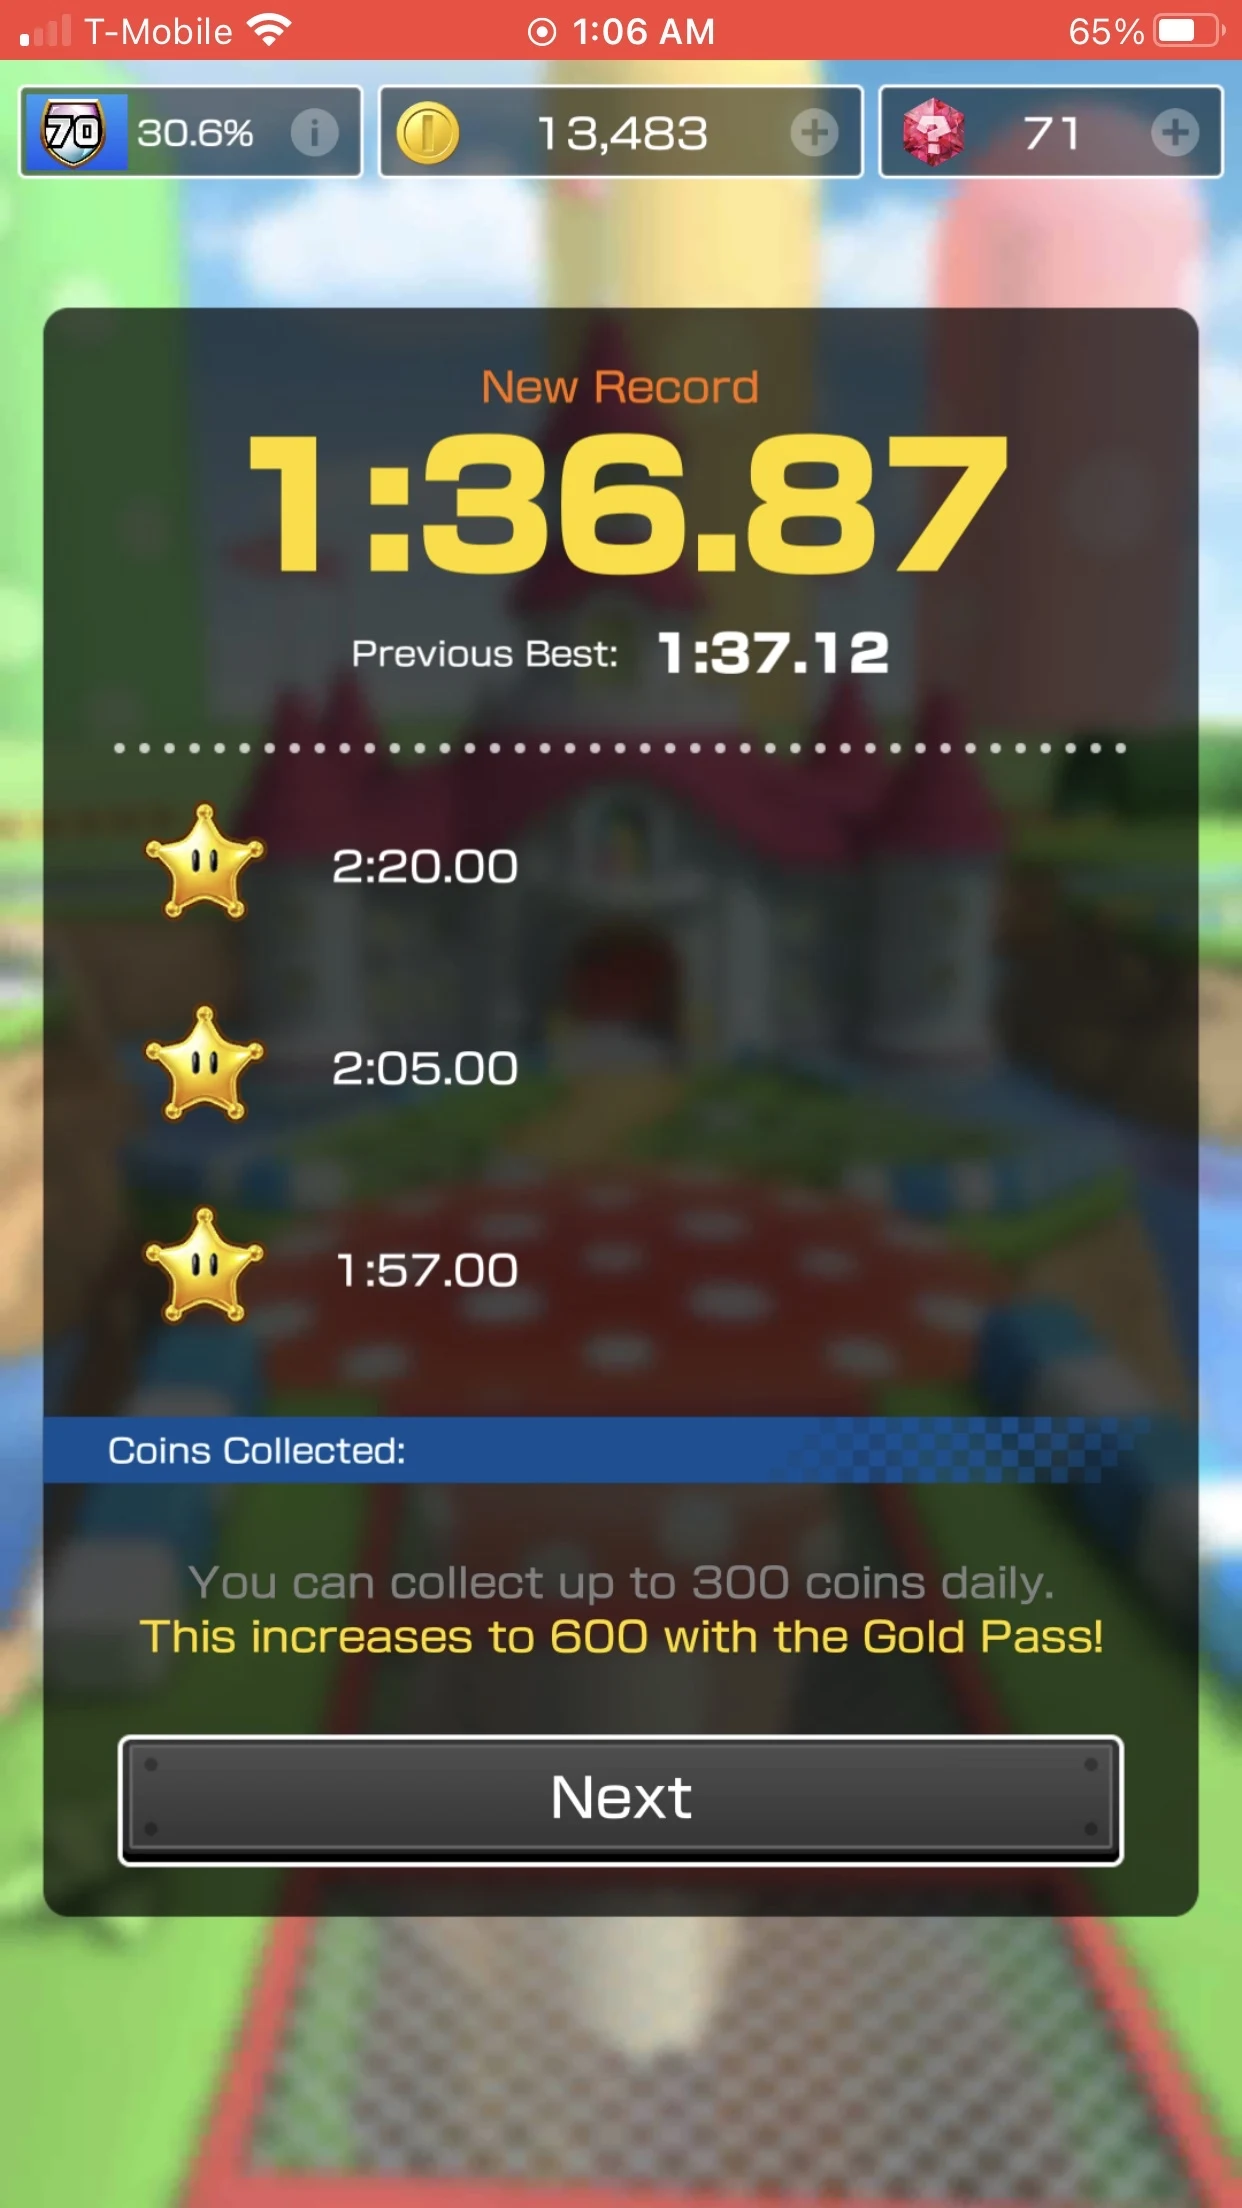 T-Mobile 1:06 AM 65%
70 30.6% i 13,483 + ? 71 +
New Record
1:36.87
Previous Best: 1:37.12
2:20.00
2:05.00
1:57.00
Coins Collected:
You can collect up to 300 coins daily.
This increases to 600 with the Gold Pass!
Next